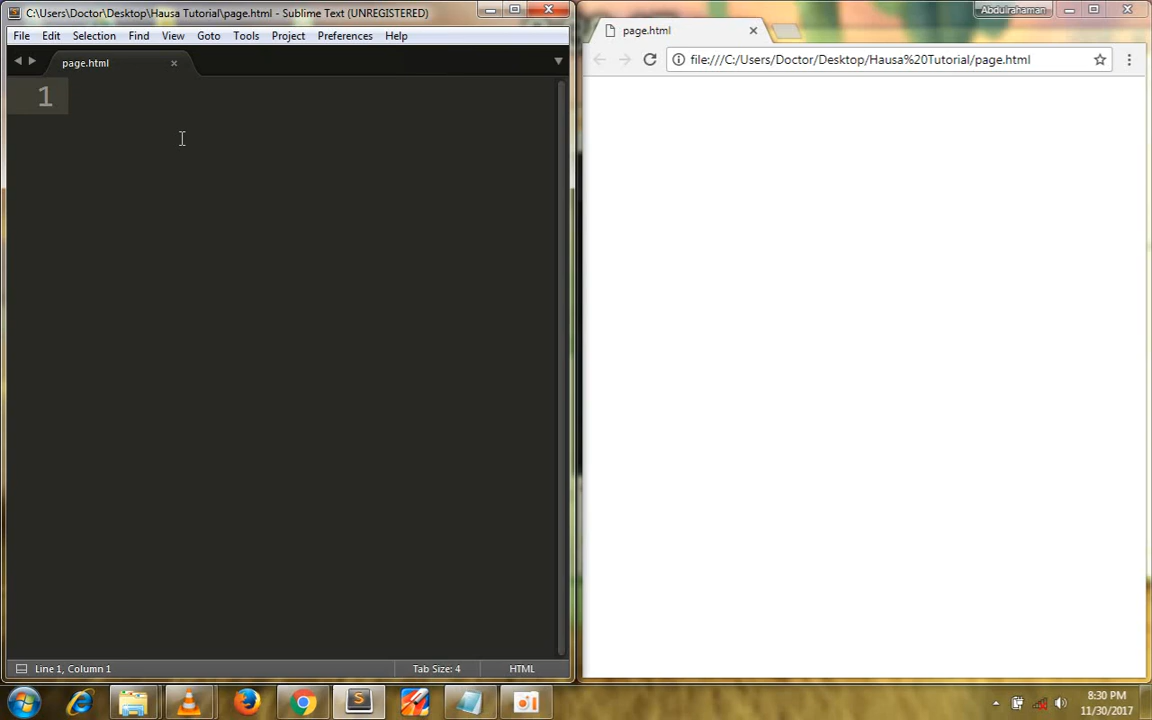 C:\Users\Doctor\Desktop\Hausa Tutorial\page.html - Sublime Text (UNREGISTERED)
File Edit Selection Find View Goto Tools Project Preferences Help
page.html
1
Line 1, Column 1
Tab Size: 4
HTML
Abdulrahaman
page.html
file:///C:/Users/Doctor/Desktop/Hausa%20Tutorial/page.html
8:30 PM
11/30/2017